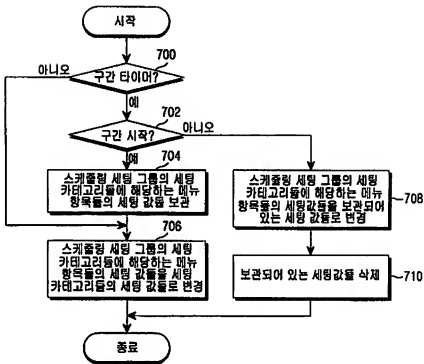 시작
700
구간 타이머?
아니오
예
702
구간 시작?
아니오
예
704
스케줄링 세팅 그룹의 세팅
카테고리들에 해당하는 메뉴
항목들의 세팅 값들을 보관
스케줄링 세팅 그룹의 세팅
카테고리들에 해당하는 메뉴
항목들의 세팅값들을 보관되어
있는 세팅 값들로 변경
708
706
스케줄링 세팅 그룹의 세팅
카테고리들에 해당하는 메뉴
항목들의 세팅 값들을 세팅
카테고리들의 세팅 값들로 변경
보관되어 있는 세팅값들을 삭제
710
종료